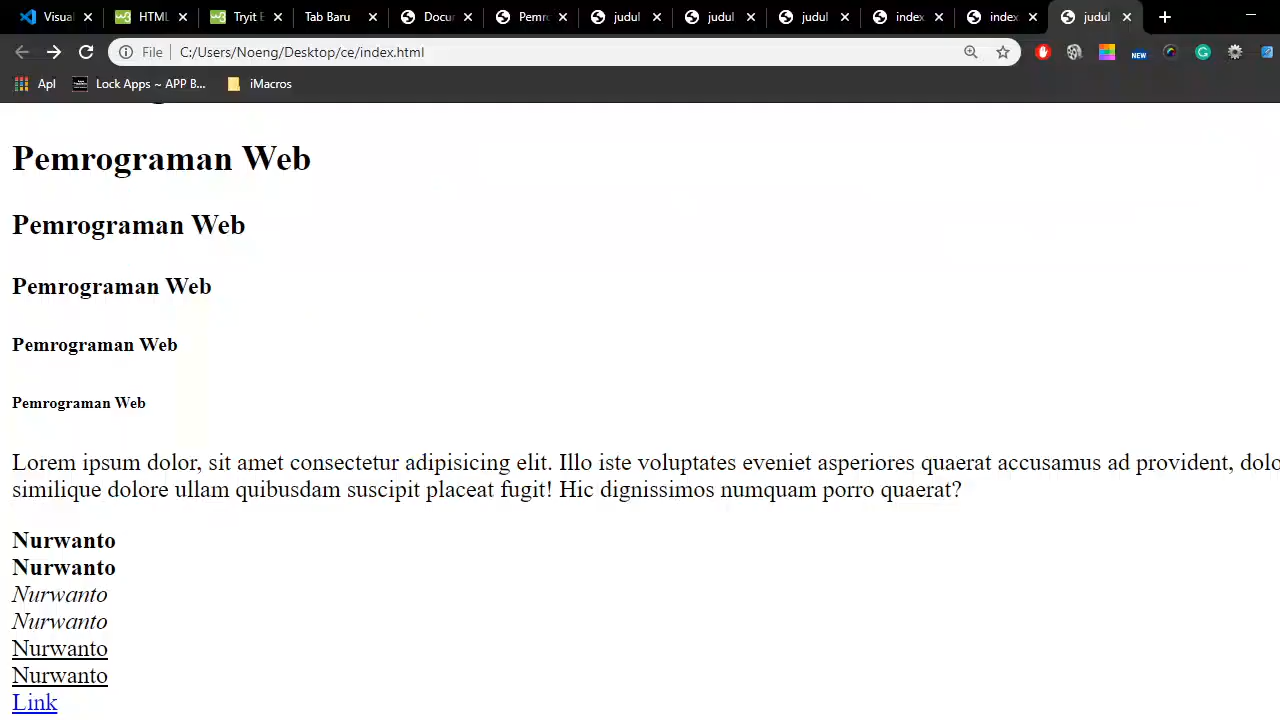 Visual
HTML
Tryit E
Tab Baru
Docur
Pemro
judul
judul
judul
index
index
judul
File
C:/Users/Noeng/Desktop/ce/index.html
NEW
Apl
Lock Apps ~ APP B...
iMacros
Pemrograman Web
Pemrograman Web
Pemrograman Web
Pemrograman Web
Pemrograman Web
Lorem ipsum dolor, sit amet consectetur adipisicing elit. Illo iste voluptates eveniet asperiores quaerat accusamus ad provident, dolo
similique dolore ullam quibusdam suscipit placeat fugit! Hic dignissimos numquam porro quaerat?
Nurwanto
Nurwanto
Nurwanto
Nurwanto
Nurwanto
Nurwanto
Link